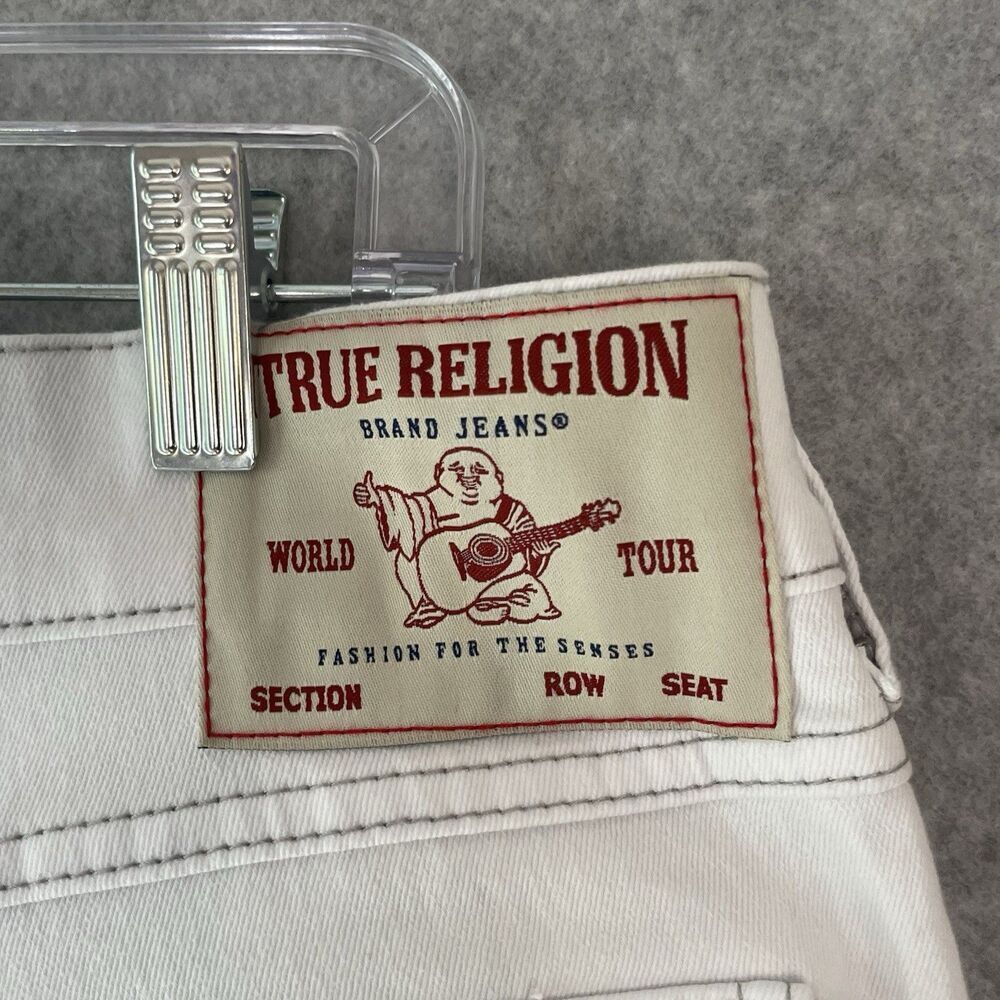 TRUE RELIGION
BRAND JEANS®
WORLD TOUR
FASHION FOR THE SENSES
SECTION ROW SEAT